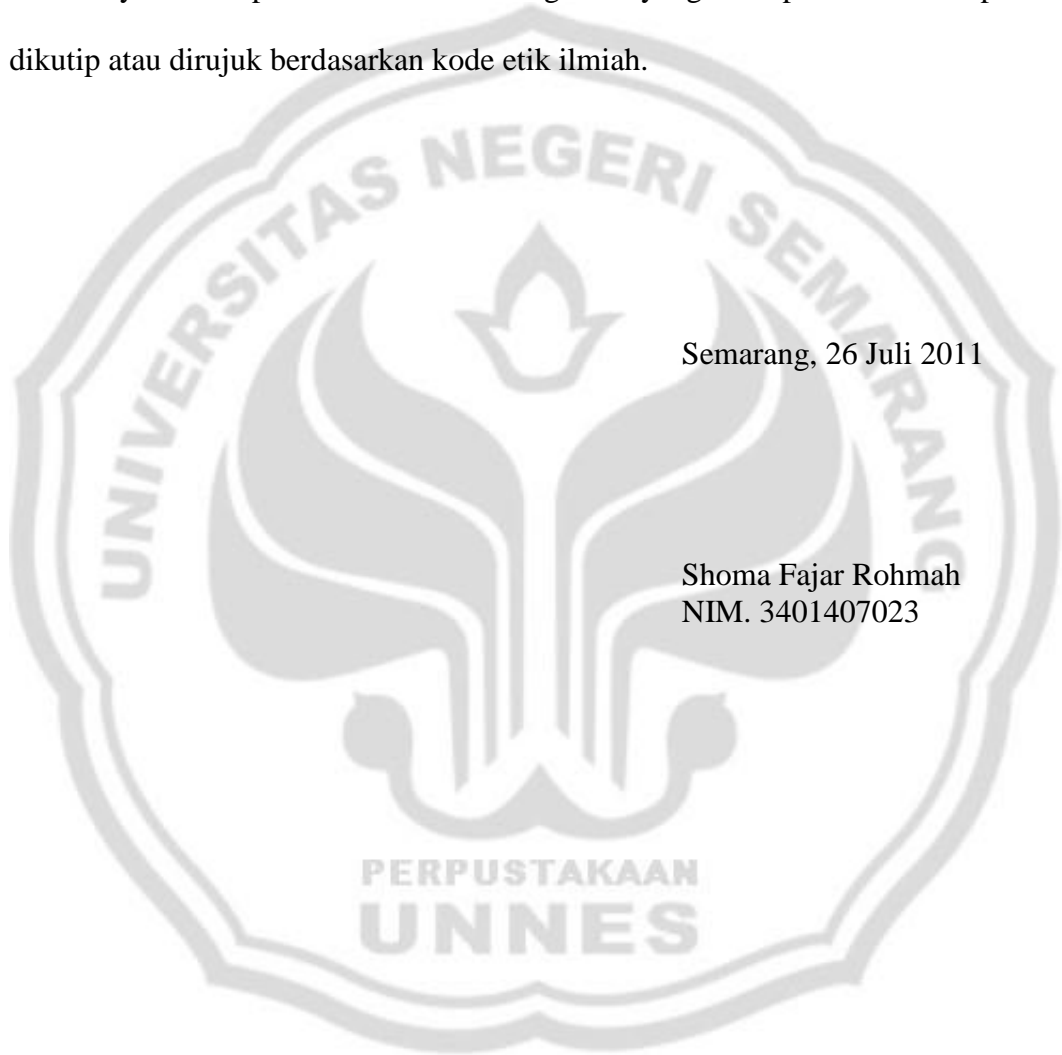 dikutip atau dirujuk berdasarkan kode etik ilmiah.
UNIVERSITAS NEGERI SEMARANG
Semarang, 26 Juli 2011
Shoma Fajar Rohmah
NIM. 3401407023
PERPUSTAKAAN
UNNES